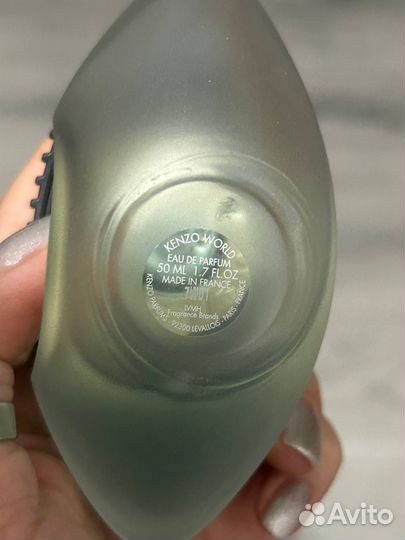 KENZO WORLD
EAU DE PARFUM
50 ML 1.7 FL.OZ
MADE IN FRANCE
LVMH
Fragrance Brands
KENZO PARFUMS - 92300 LEVALLOIS - PARIS - FRANCE
Avito